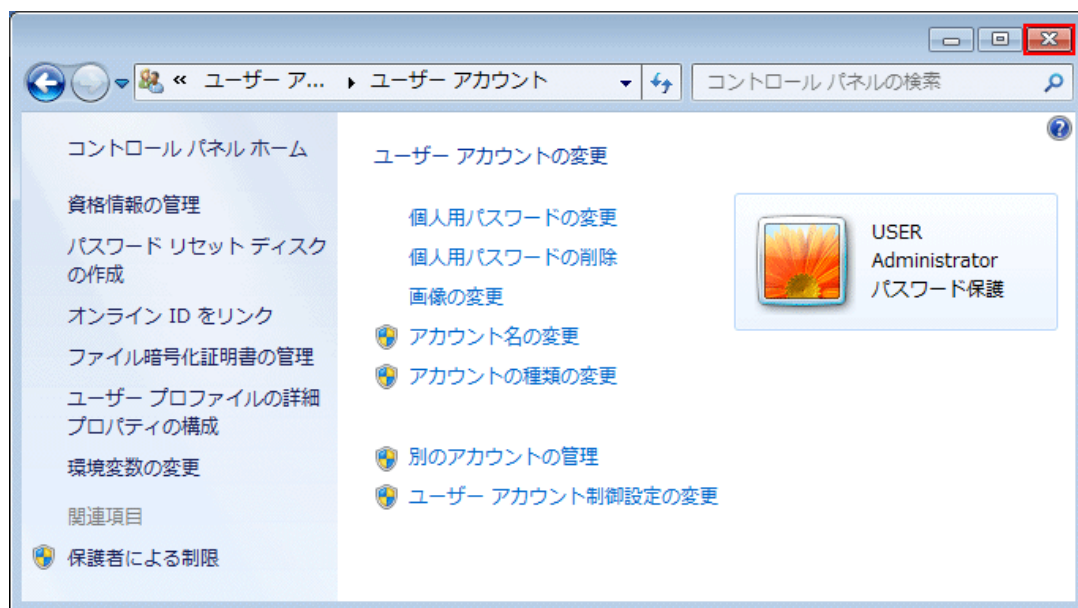 « ユーザー ア... ▸ ユーザー アカウント
コントロール パネルの検索
コントロール パネル ホーム
資格情報の管理
パスワード リセット ディスク
の作成
オンライン ID をリンク
ファイル暗号化証明書の管理
ユーザー プロファイルの詳細
プロパティの構成
環境変数の変更
関連項目
保護者による制限
ユーザー アカウントの変更
個人用パスワードの変更
個人用パスワードの削除
画像の変更
アカウント名の変更
アカウントの種類の変更
別のアカウントの管理
ユーザー アカウント制御設定の変更
USER
Administrator
パスワード保護